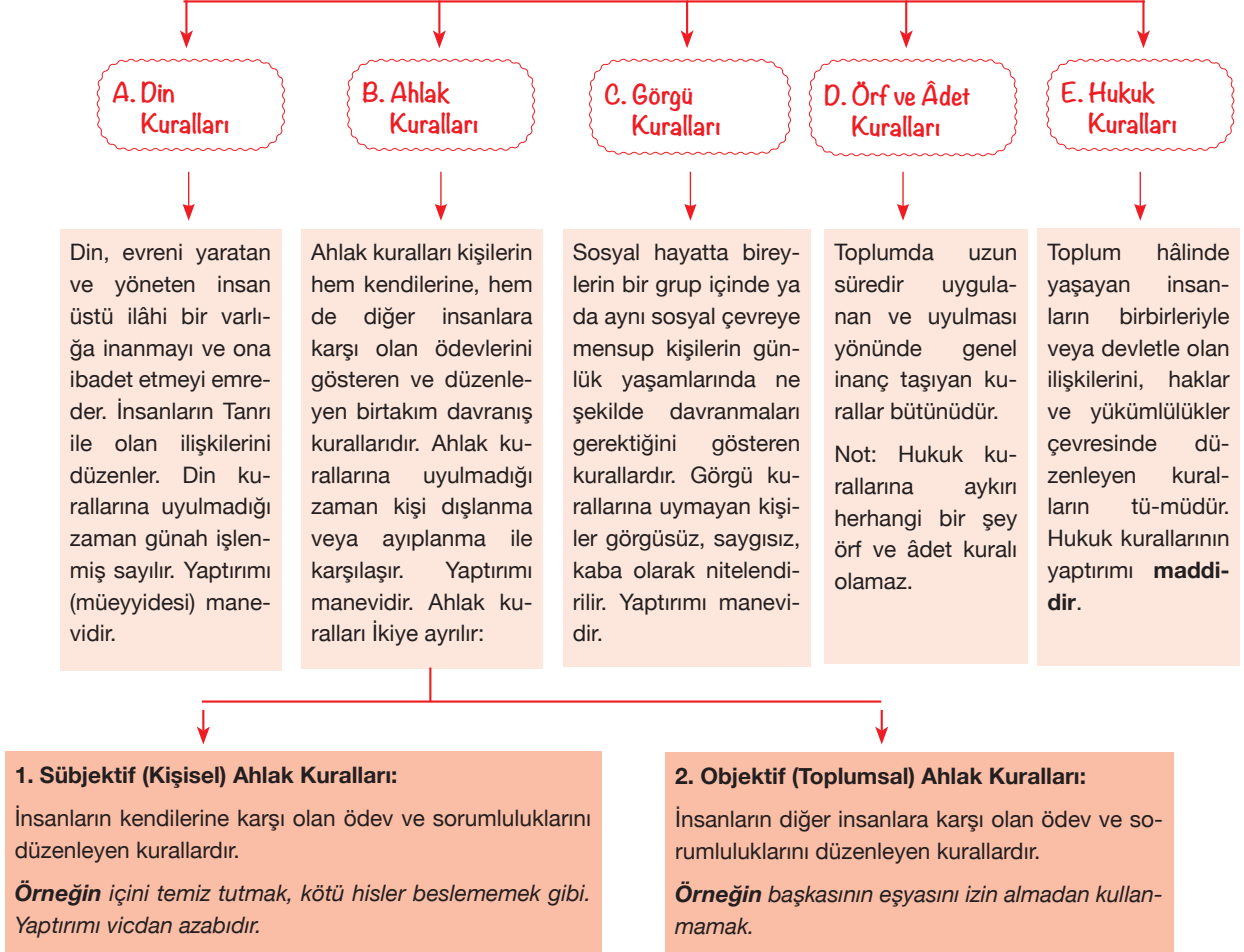 A. Din
Kuralları
B. Ahlak
Kuralları
C. Görgü
Kuralları
D. Örf ve Âdet
Kuralları
E. Hukuk
Kuralları
Din, evreni yaratan
ve yöneten insan
üstü ilâhi bir varlı-
ğa inanmayı ve ona
ibadet etmeyi emre-
der. İnsanların Tanrı
ile olan ilişkilerini
düzenler. Din ku-
rallarına uyulmadığı
zaman günah işlen-
miş sayılır. Yaptırımı
(müeyyidesi) mane-
vidir.
Ahlak kuralları kişilerin
hem kendilerine, hem
de diğer insanlara
karşı olan ödevlerini
gösteren ve düzenle-
yen birtakım davranış
kurallarıdır. Ahlak ku-
rallarına uyulmadığı
zaman kişi dışlanma
veya ayıplanma ile
karşılaşır. Yaptırımı
manevidir. Ahlak ku-
ralları İkiye ayrılır:
Sosyal hayatta birey-
lerin bir grup içinde ya
da aynı sosyal çevreye
mensup kişilerin gün-
lük yaşamlarında ne
şekilde davranmaları
gerektiğini gösteren
kurallardır. Görgü ku-
rallarına uymayan kişi-
ler görgüsüz, saygısız,
kaba olarak nitelendi-
rilir. Yaptırımı manevi-
dir.
Toplumda uzun
süredir uygula-
nan ve uyulması
yönünde genel
inanç taşıyan ku-
rallar bütünüdür.
Not: Hukuk ku-
rallarına aykırı
herhangi bir şey
örf ve âdet kuralı
olamaz.
Toplum hâlinde
yaşayan insan-
ların birbirleriyle
veya devletle olan
ilişkilerini, haklar
ve yükümlülükler
çevresinde dü-
zenleyen kural-
ların tü-müdür.
Hukuk kurallarının
yaptırımı maddi-
dir.
1. Sübjektif (Kişisel) Ahlak Kuralları:
İnsanların kendilerine karşı olan ödev ve sorumluluklarını
düzenleyen kurallardır.
Örneğin içini temiz tutmak, kötü hisler beslememek gibi.
Yaptırımı vicdan azabıdır.
2. Objektif (Toplumsal) Ahlak Kuralları:
İnsanların diğer insanlara karşı olan ödev ve so-
rumluluklarını düzenleyen kurallardır.
Örneğin başkasının eşyasını izin almadan kullan-
mamak.